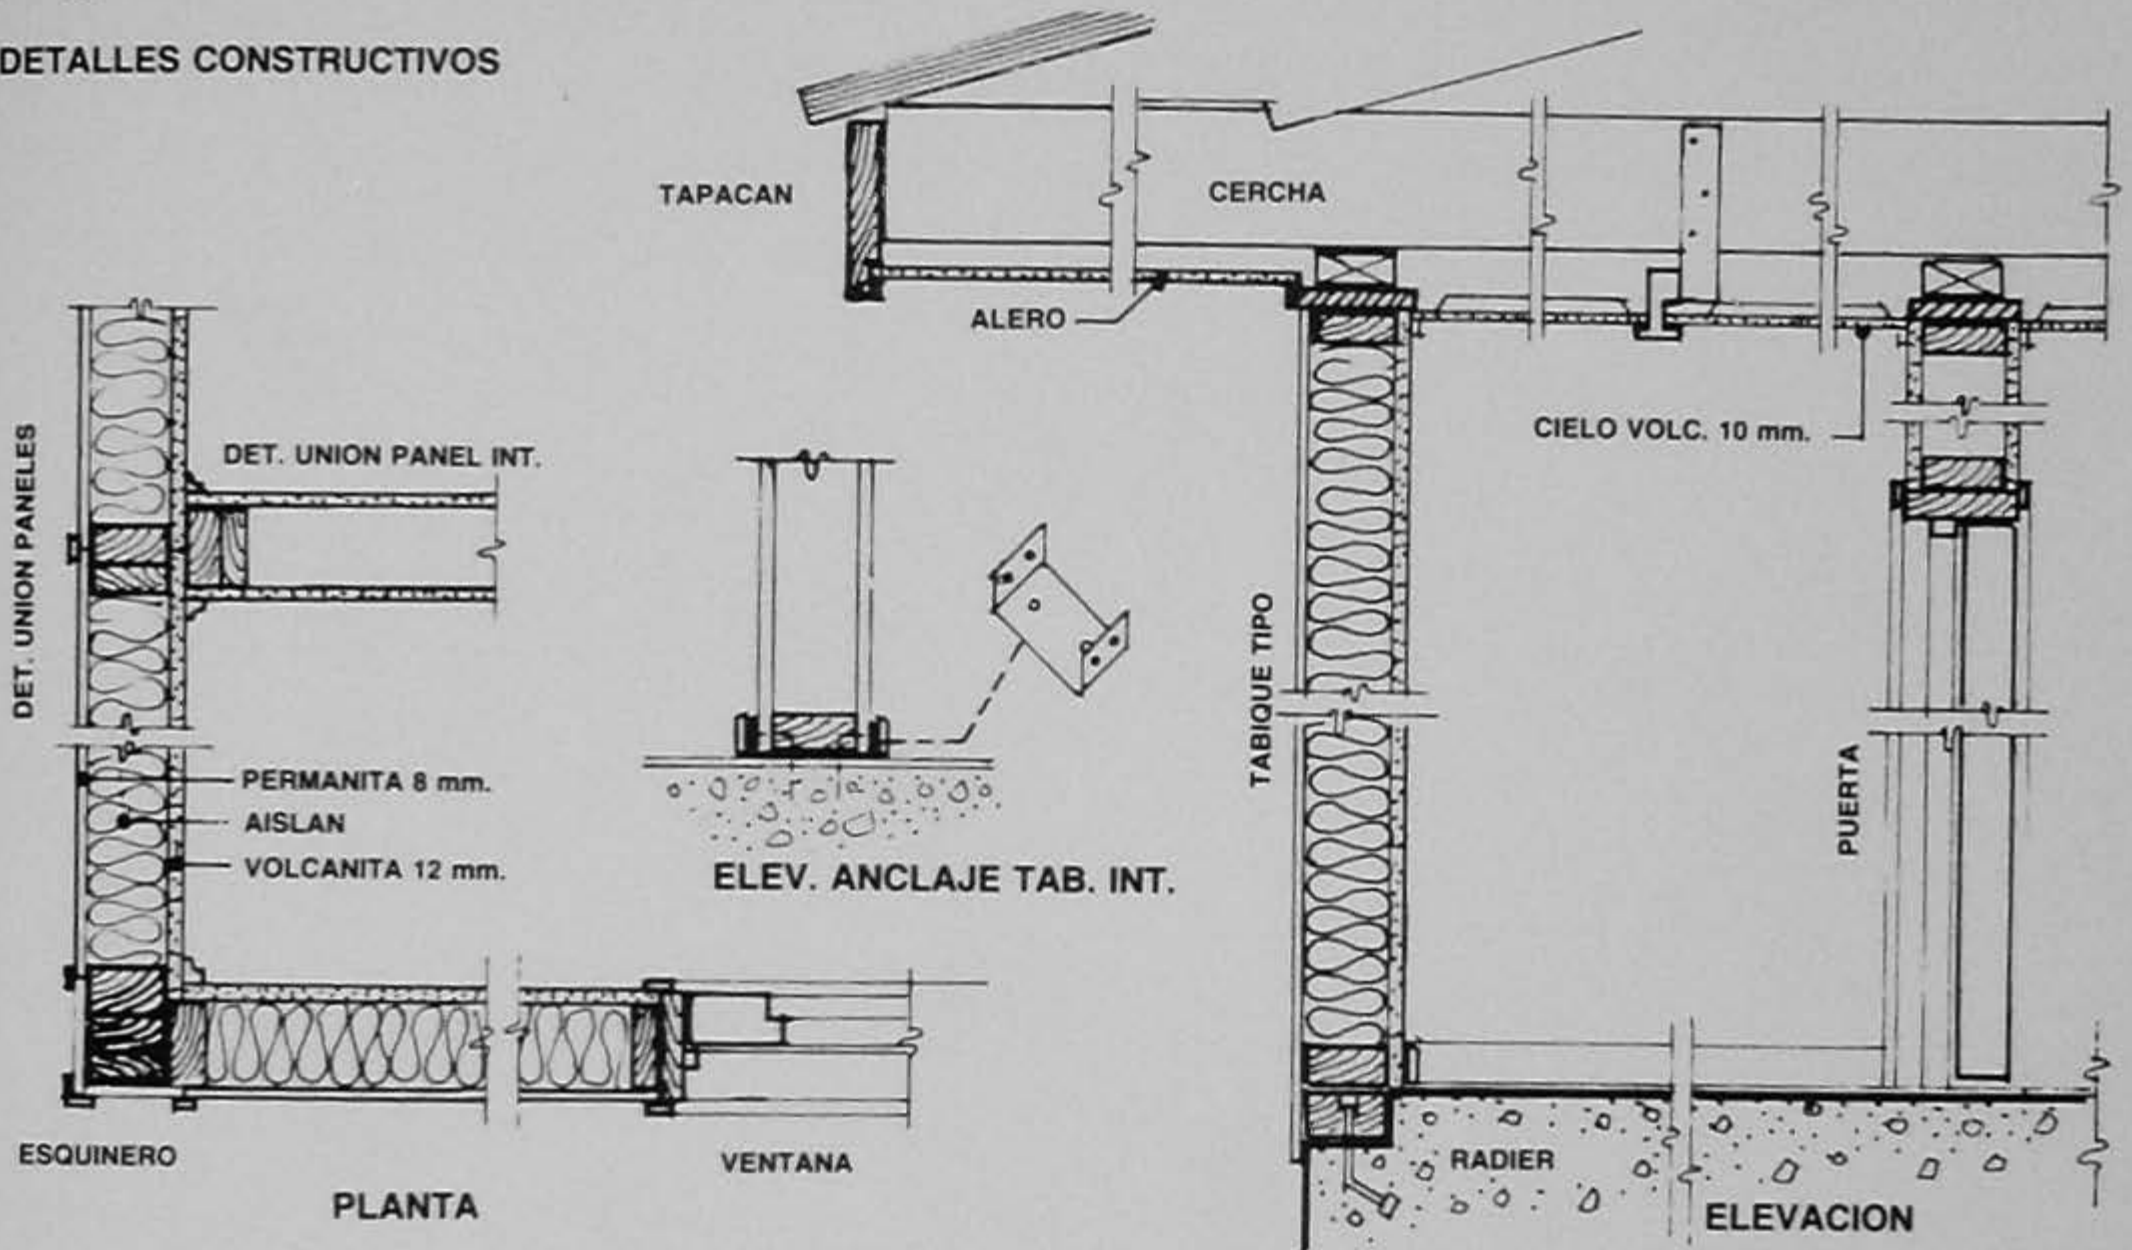 DETALLES CONSTRUCTIVOS
TAPACAN
CERCHA
ALERO
CIELO VOLC. 10 mm.
DET. UNION PANELES
DET. UNION PANEL INT.
PERMANITA 8 mm.
AISLAN
VOLCANITA 12 mm.
ELEV. ANCLAJE TAB. INT.
TABIQUE TIPO
PUERTA
ESQUINERO
VENTANA
PLANTA
RADIER
ELEVACION